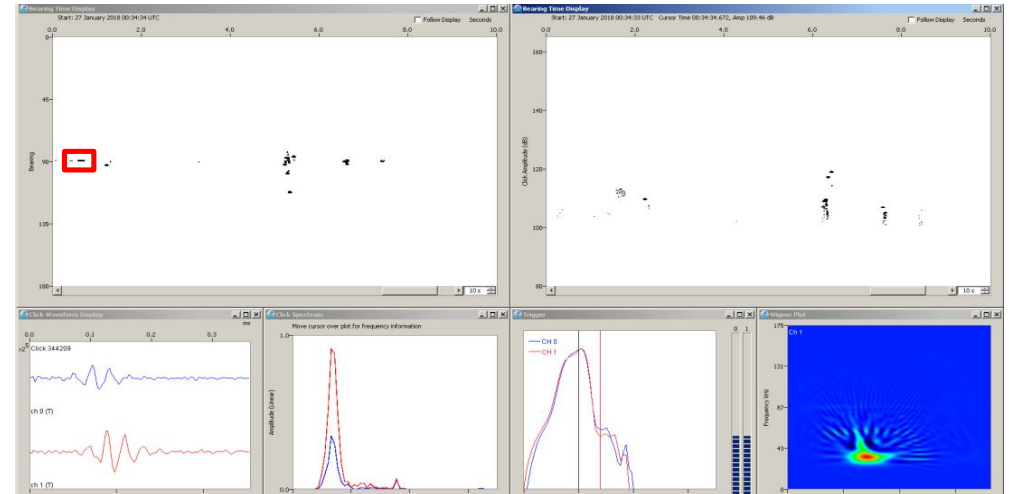 Bearing Time Display
Start: 27 January 2018 00:34:34 UTC
Follow Display Seconds
0.0 2.0 4.0 6.0 8.0 10.0
0
45
90
135
180
Bearing
10 s
Bearing Time Display
Start: 27 January 2018 00:34:33 UTC Cursor Time 00:34:34.672, Amp 109.46 dB
Follow Display Seconds
0.0 2.0 4.0 6.0 8.0 10.0
160
140
120
100
80
Click Amplitude (dB)
10 s
Click Waveform Display
ms
0.0 0.1 0.2 0.3
Click 344209
ch 0 (T)
ch 1 (T)
Click Spectrum
Move cursor over plot for frequency information
1.0
0.0
Amplitude (Linear)
Trigger
CH 0
CH 1
0 1
Wigner Plot
Ch 1
175
131
87
43
0
Frequency kHz